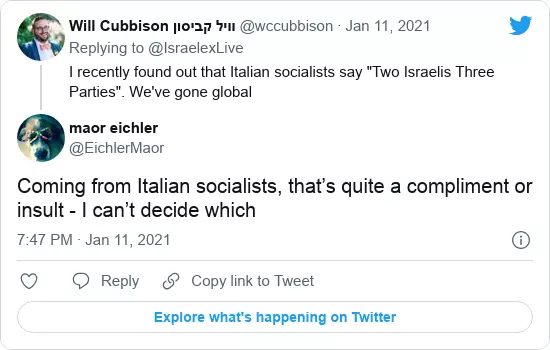 Will Cubbison וויל קביסון @wccubbison · Jan 11, 2021
Replying to @IsraelexLive
I recently found out that Italian socialists say "Two Israelis Three
Parties". We've gone global
maor eichler
@EichlerMaor
Coming from Italian socialists, that’s quite a compliment or
insult - I can’t decide which
7:47 PM · Jan 11, 2021
Reply
Copy link to Tweet
Explore what's happening on Twitter